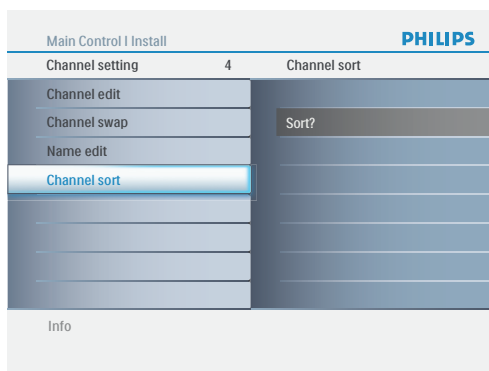 Main Control I Install PHILIPS
Channel setting 4 Channel sort
Channel edit
Channel swap Sort?
Name edit
Channel sort
Info